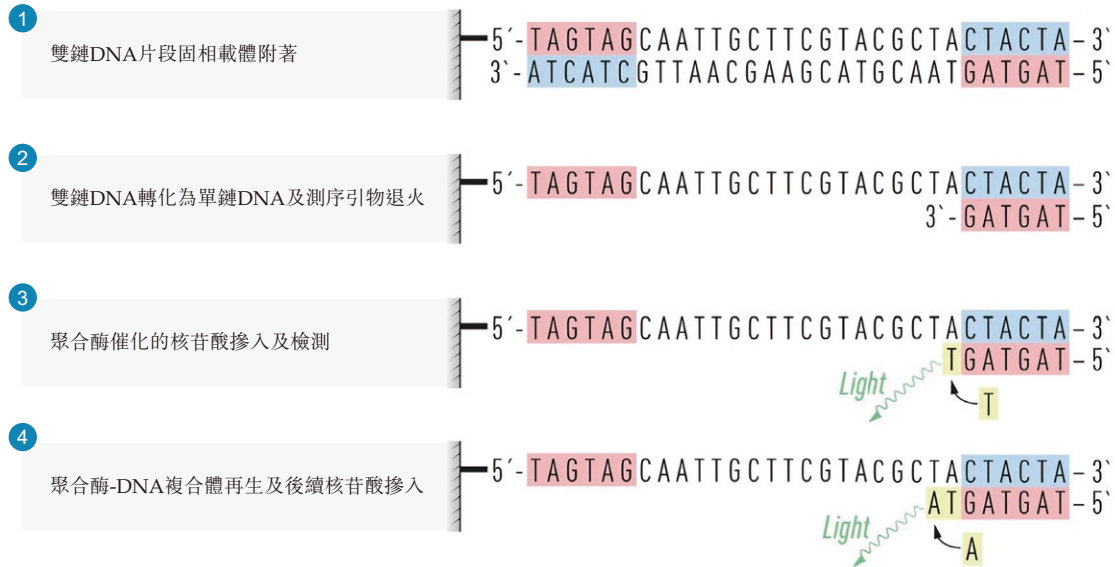 1
雙鏈DNA片段固相載體附著
5′-TAGTAGCAATTGCTTCGTACGCTACTACTA-3`
3`-ATCATCGTTAACGAAGCATGCAATGATGAT-5`
2
雙鏈DNA轉化為單鏈DNA及測序引物退火
5′-TAGTAGCAATTGCTTCGTACGCTACTACTA-3`
3`-GATGAT-5`
3
聚合酶催化的核苷酸摻入及檢測
5′-TAGTAGCAATTGCTTCGTACGCTACTACTA-3`
TGATGAT-5`
Light
T
4
聚合酶-DNA複合體再生及後續核苷酸摻入
5′-TAGTAGCAATTGCTTCGTACGCTACTACTA-3`
ATGATGAT-5`
Light
A